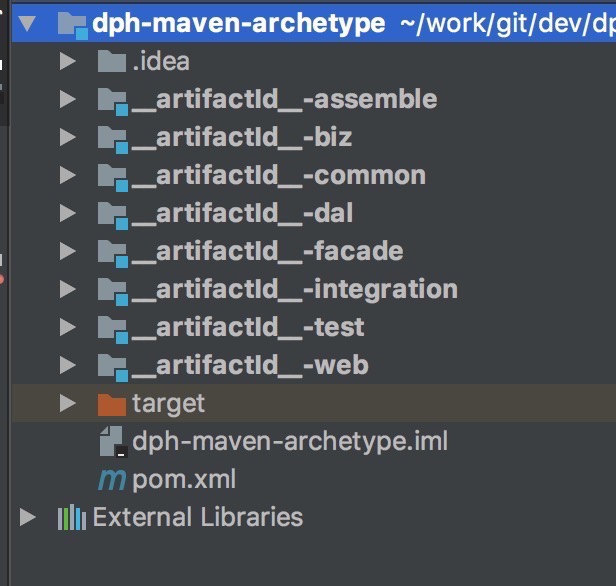 dph-maven-archetype ~/work/git/dev/dp
.idea
__artifactId__-assemble
__artifactId__-biz
__artifactId__-common
__artifactId__-dal
__artifactId__-facade
__artifactId__-integration
__artifactId__-test
__artifactId__-web
target
dph-maven-archetype.iml
pom.xml
External Libraries